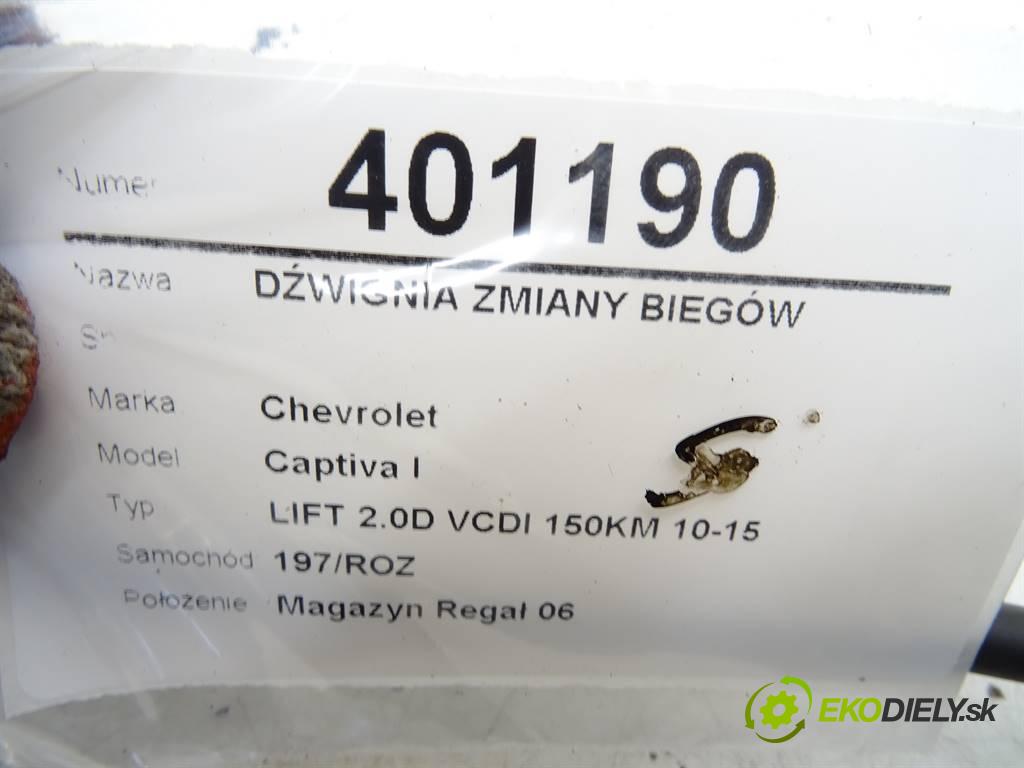 Numer 401190
Nazwa DŹWIGNIA ZMIANY BIEGÓW
Marka Chevrolet
Model Captiva I
Typ LIFT 2.0D VCDI 150KM 10-15
Samochód 197/ROZ
Położenie Magazyn Regał 06
EKODIELY.sk